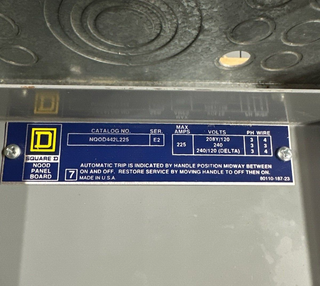 CATALOG NO. SER. MAX AMPS VOLTS PH WIRE
NQOD442L225 E2 225 208Y/120 3 4
240 3 3
240/120 (DELTA) 3 4
D
SQUARE D
NQOD
PANEL
BOARD
7
AUTOMATIC TRIP IS INDICATED BY HANDLE POSITION MIDWAY BETWEEN
ON AND OFF. RESTORE SERVICE BY MOVING HANDLE TO OFF THEN ON.
MADE IN U.S.A. 80110-187-23